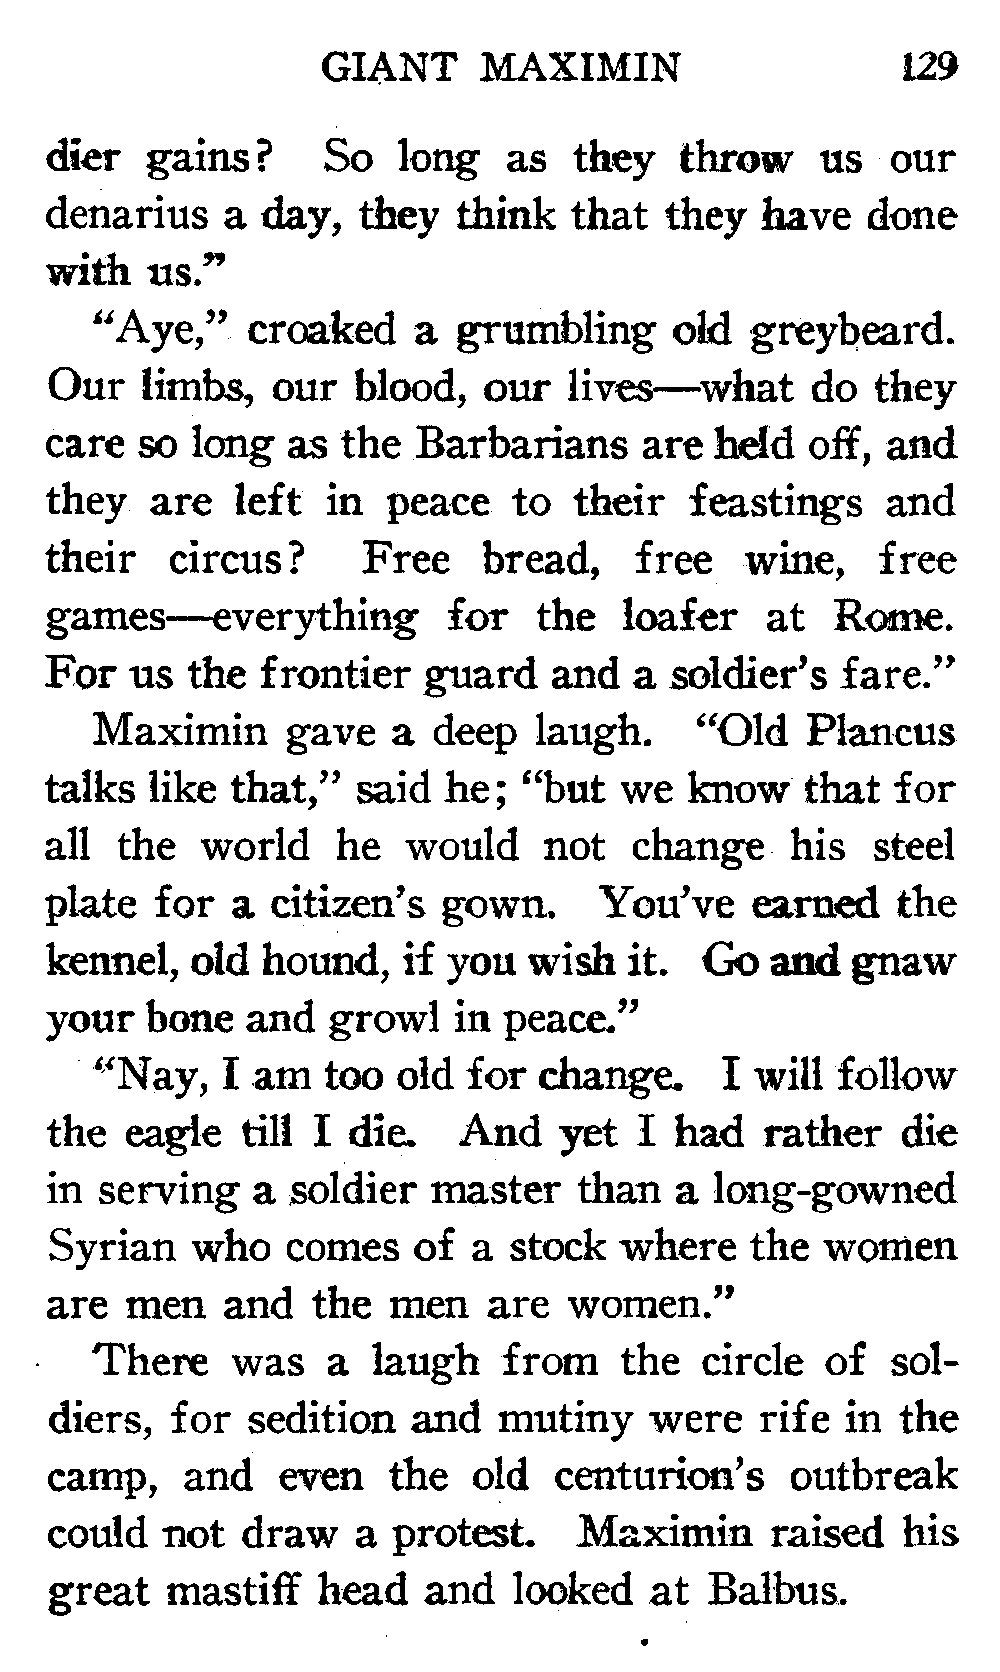 GIANT MAXIMIN 129
dier gains? So long as they throw us our
denarius a day, they think that they have done
with us.”
“Aye,” croaked a grumbling old greybeard.
Our limbs, our blood, our lives—what do they
care so long as the Barbarians are held off, and
they are left in peace to their feastings and
their circus? Free bread, free wine, free
games—everything for the loafer at Rome.
For us the frontier guard and a soldier’s fare.”
Maximin gave a deep laugh. “Old Plancus
talks like that,” said he; “but we know that for
all the world he would not change his steel
plate for a citizen’s gown. You’ve earned the
kennel, old hound, if you wish it. Go and gnaw
your bone and growl in peace.”
“Nay, I am too old for change. I will follow
the eagle till I die. And yet I had rather die
in serving a soldier master than a long-gowned
Syrian who comes of a stock where the women
are men and the men are women.”
There was a laugh from the circle of sol-
diers, for sedition and mutiny were rife in the
camp, and even the old centurion’s outbreak
could not draw a protest. Maximin raised his
great mastiff head and looked at Balbus.